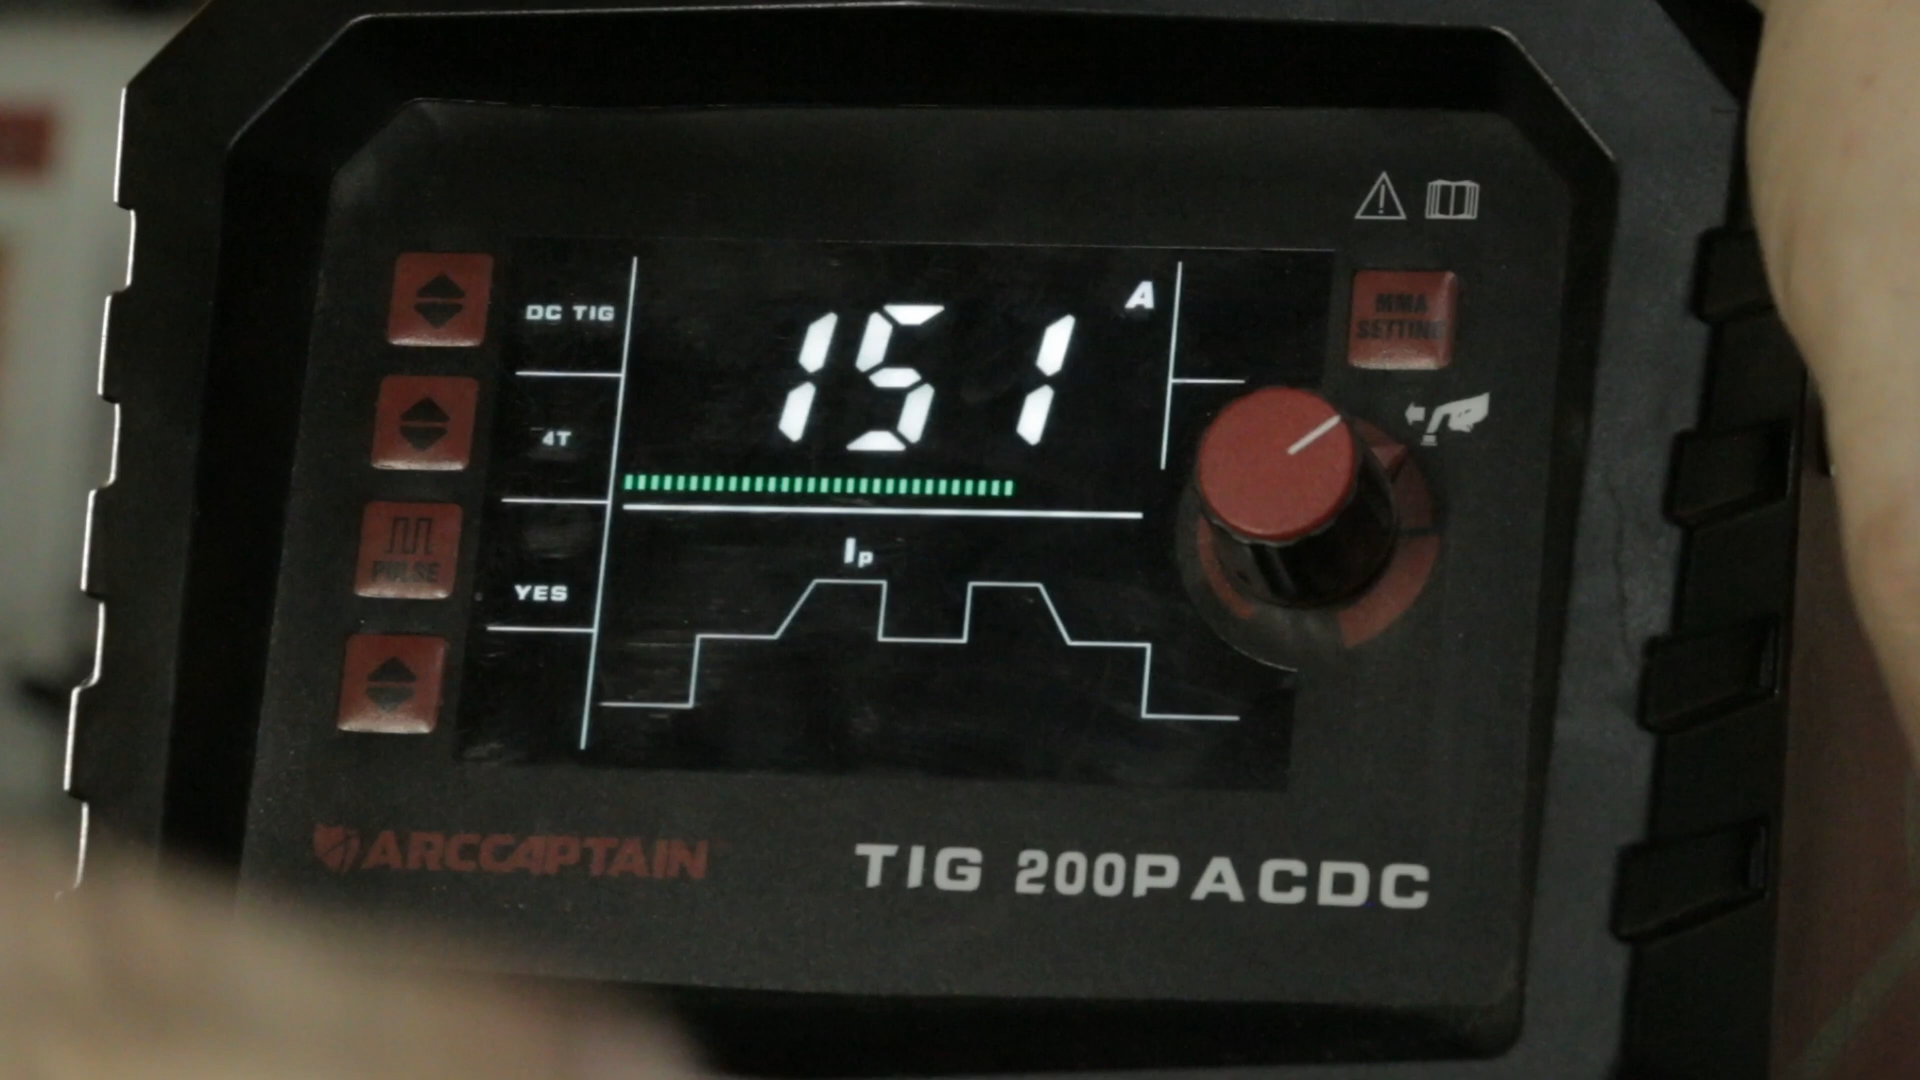 DC TIG
151 A
MMA
SETTING
4T
PULSE
YES
Ip
ARCCAPTAIN
TIG 200P ACDC